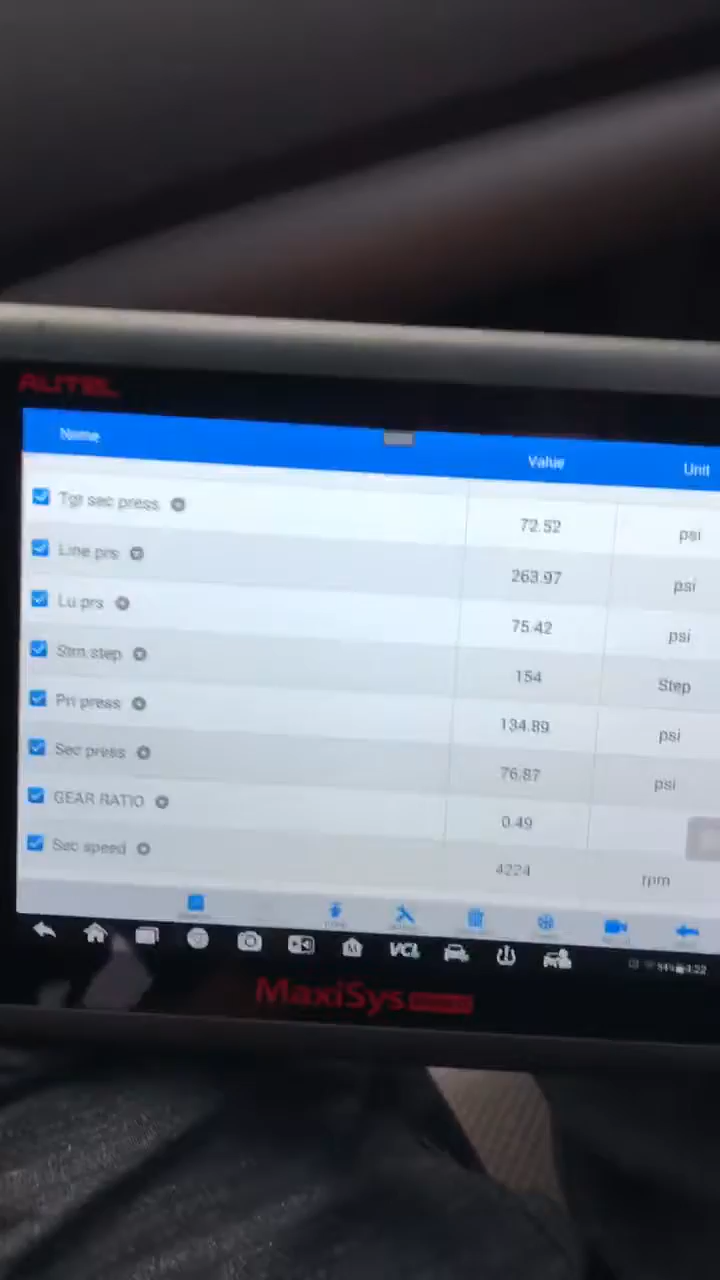 AUTEL
Name Value Unit
Tgt sec press 72.52 psi
Line prs 263.97 psi
Lu prs 75.42 psi
Stm step 154 Step
Pri press 134.89 psi
Sec press 76.87 psi
GEAR RATIO 0.49
Sec speed 4224 rpm
VCI
MaxiSys